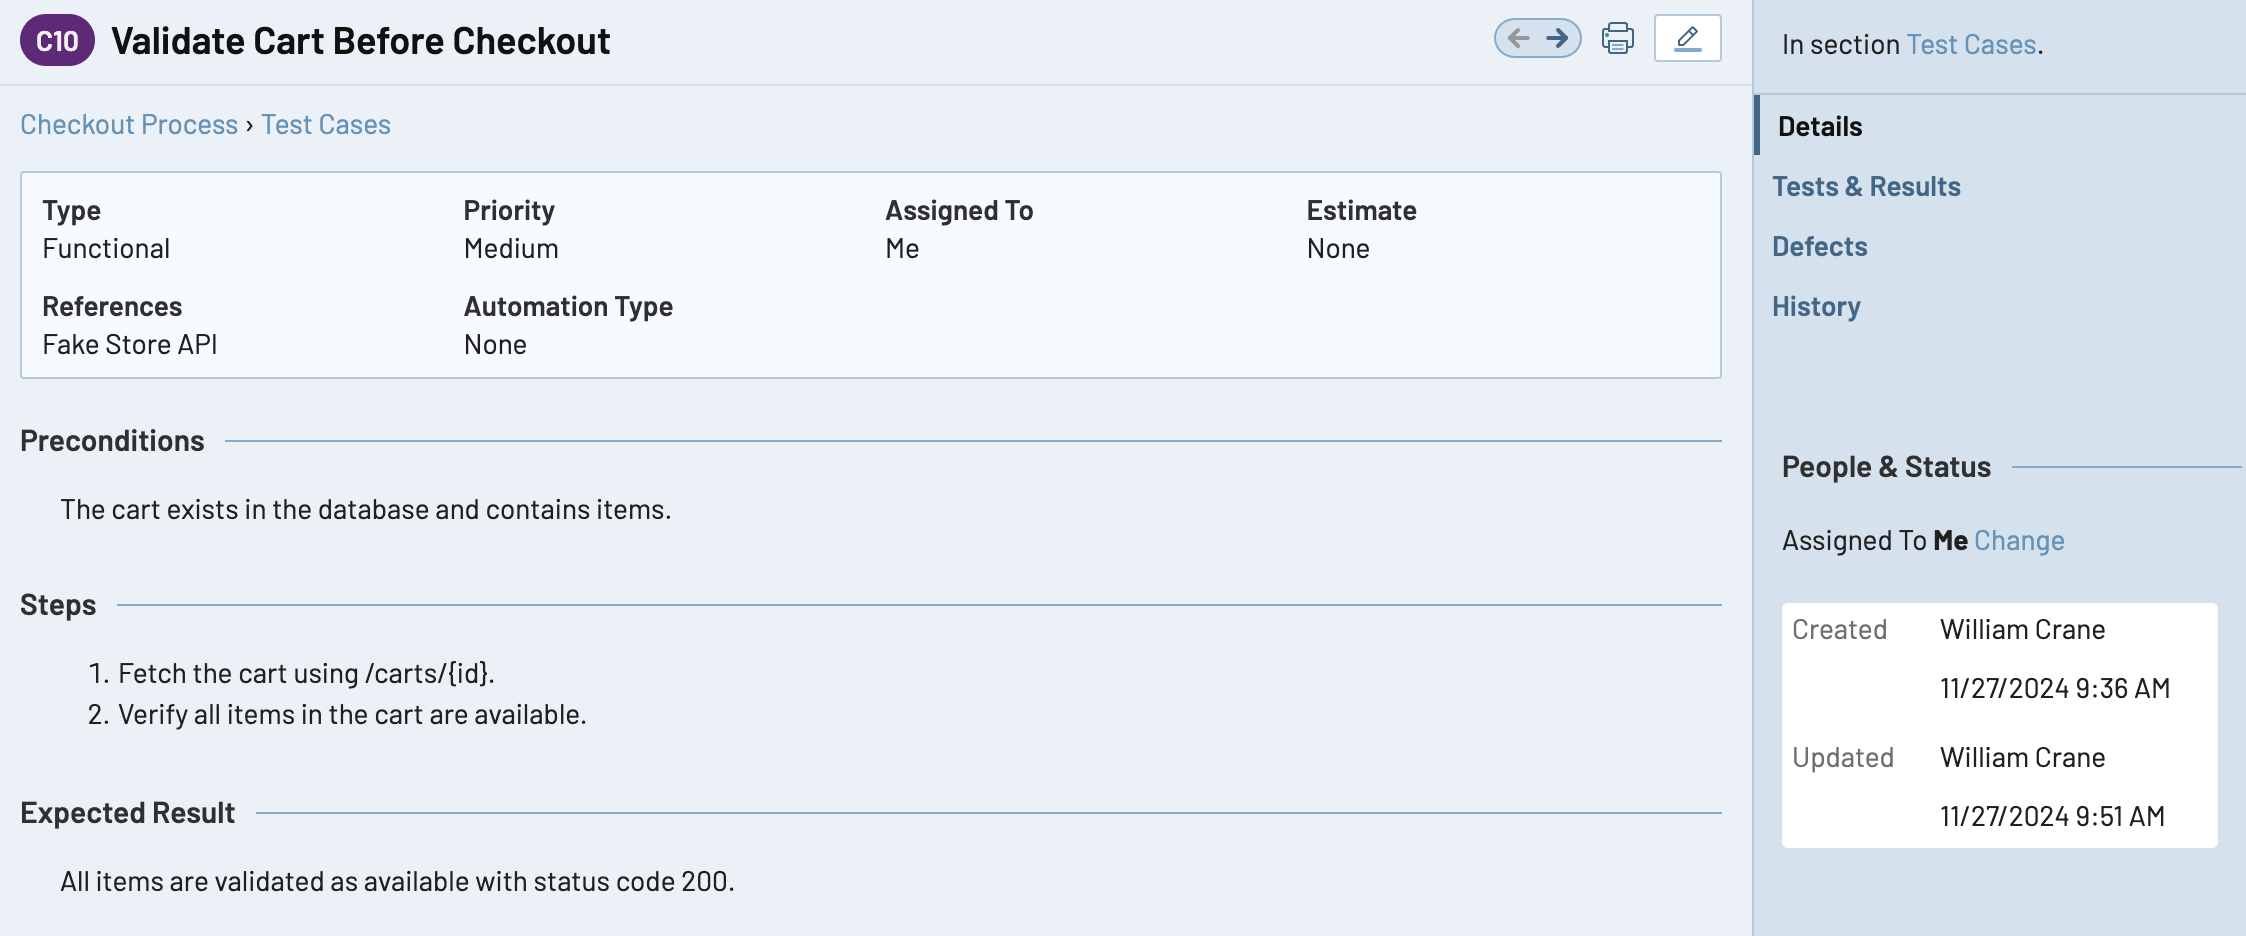 C10 Validate Cart Before Checkout
Checkout Process › Test Cases
Type Priority Assigned To Estimate
Functional Medium Me None
References Automation Type
Fake Store API None
Preconditions
The cart exists in the database and contains items.
Steps
1. Fetch the cart using /carts/{id}.
2. Verify all items in the cart are available.
Expected Result
All items are validated as available with status code 200.
In section Test Cases.
Details
Tests & Results
Defects
History
People & Status
Assigned To Me Change
Created William Crane
11/27/2024 9:36 AM
Updated William Crane
11/27/2024 9:51 AM